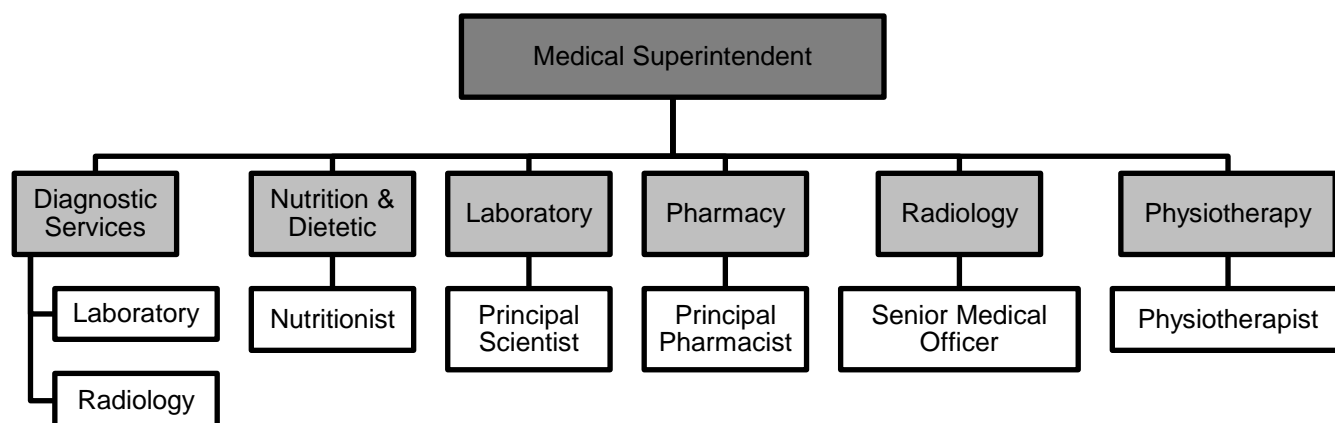 Medical Superintendent
Diagnostic
Services
Nutrition &
Dietetic
Laboratory
Pharmacy
Radiology
Physiotherapy
Laboratory
Nutritionist
Principal
Scientist
Principal
Pharmacist
Senior Medical
Officer
Physiotherapist
Radiology